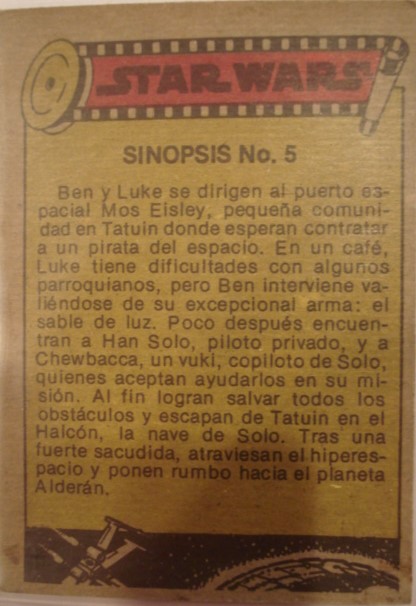 STAR WARS
SINOPSIS No. 5
Ben y Luke se dirigen al puerto es-
pacial Mos Eisley, pequeña comuni-
dad en Tatuin donde esperan contratar
a un pirata del espacio. En un café,
Luke tiene dificultades con algunos
parroquianos, pero Ben interviene va-
liéndose de su excepcional arma: el
sable de luz. Poco después encuen-
tran a Han Solo, piloto privado, y a
Chewbacca, un vuki, copiloto de Solo,
quienes aceptan ayudarlos en su mi-
sión. Al fin logran salvar todos los
obstáculos y escapan de Tatuin en el
Halcón, la nave de Solo. Tras una
fuerte sacudida, atraviesan el hiperes-
pacio y ponen rumbo hacia el planeta
Alderán.